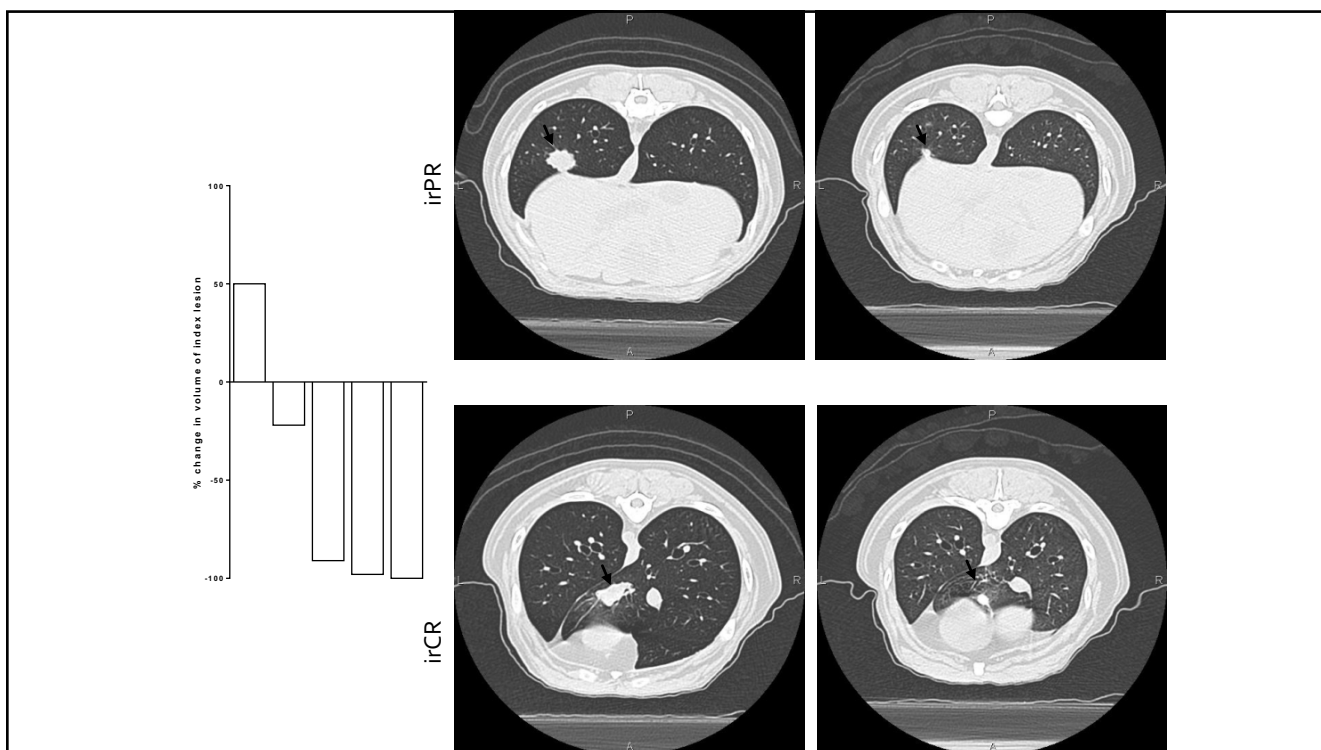 % change in volume of index lesion
100
50
0
-50
-100
irPR
P
L
R
A
P
L
R
A
irCR
P
L
R
A
P
L
R
A